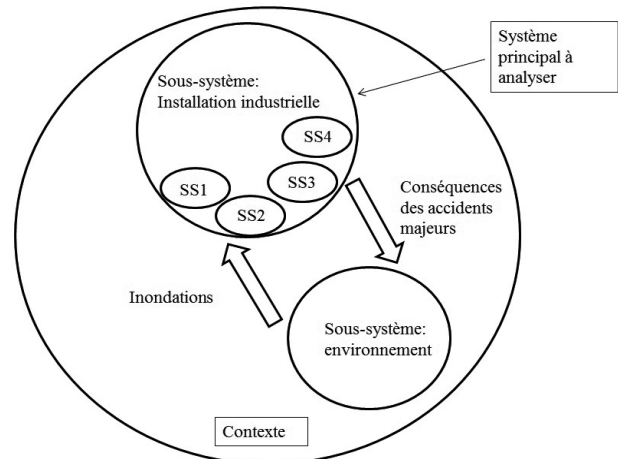 Système
principal à
analyser
Sous-système:
Installation industrielle
SS4
SS3
SS1
SS2
Conséquences
des accidents
majeurs
Inondations
Sous-système:
environnement
Contexte